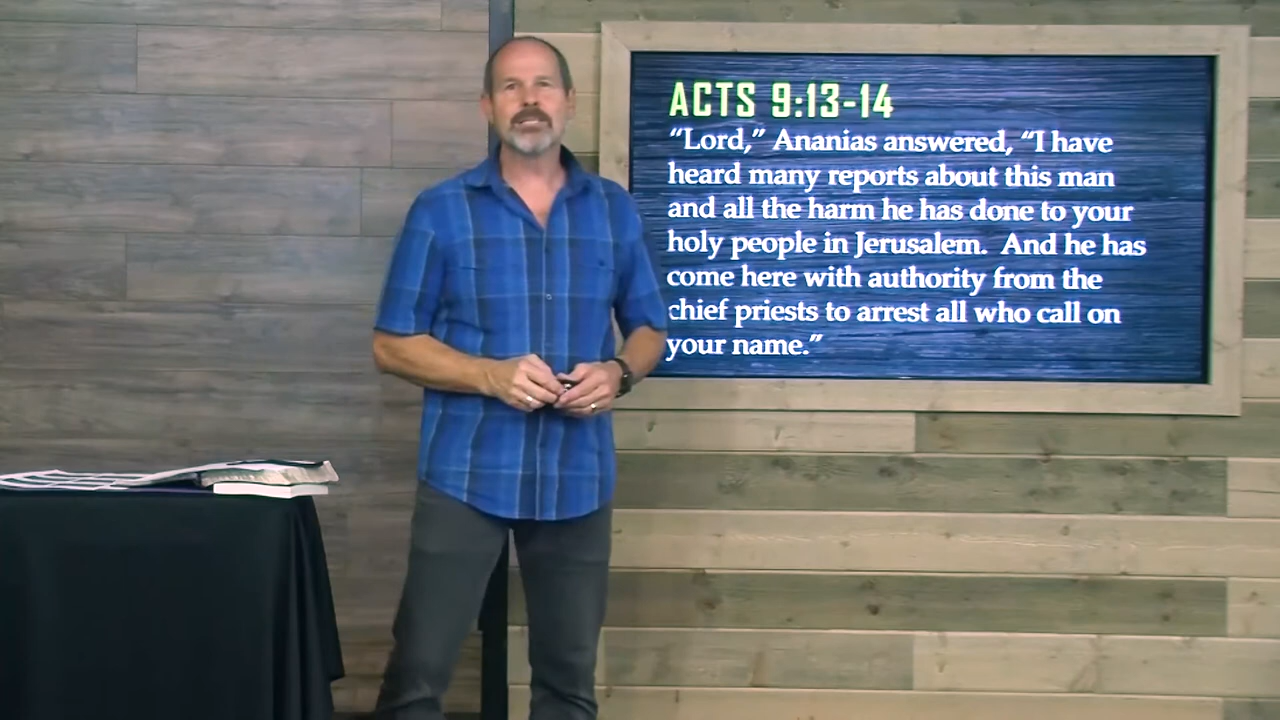 ACTS 9:13-14
“Lord,” Ananias answered, “I have
heard many reports about this man
and all the harm he has done to your
holy people in Jerusalem.  And he has
come here with authority from the
chief priests to arrest all who call on
your name.”